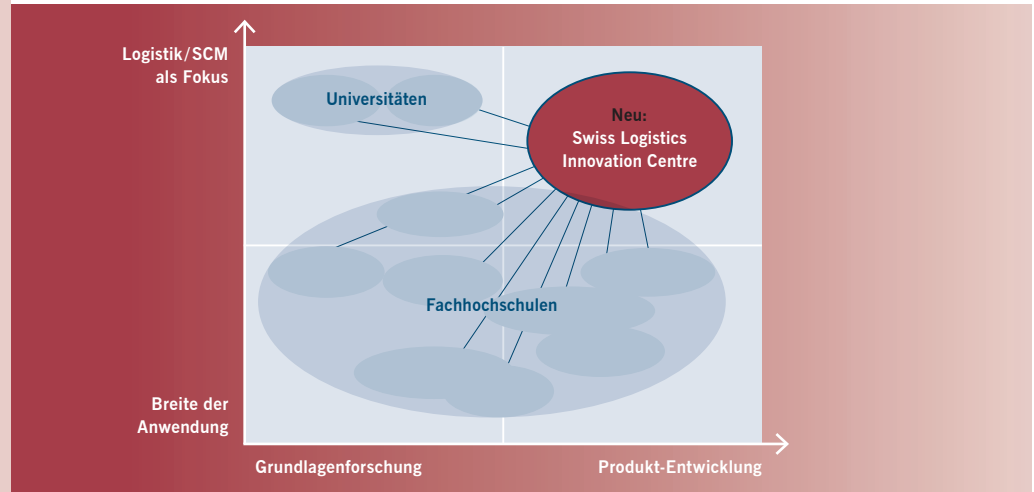 Logistik/SCM
als Fokus
Universitäten
Neu:
Swiss Logistics
Innovation Centre
Fachhochschulen
Breite der
Anwendung
Grundlagenforschung
Produkt-Entwicklung